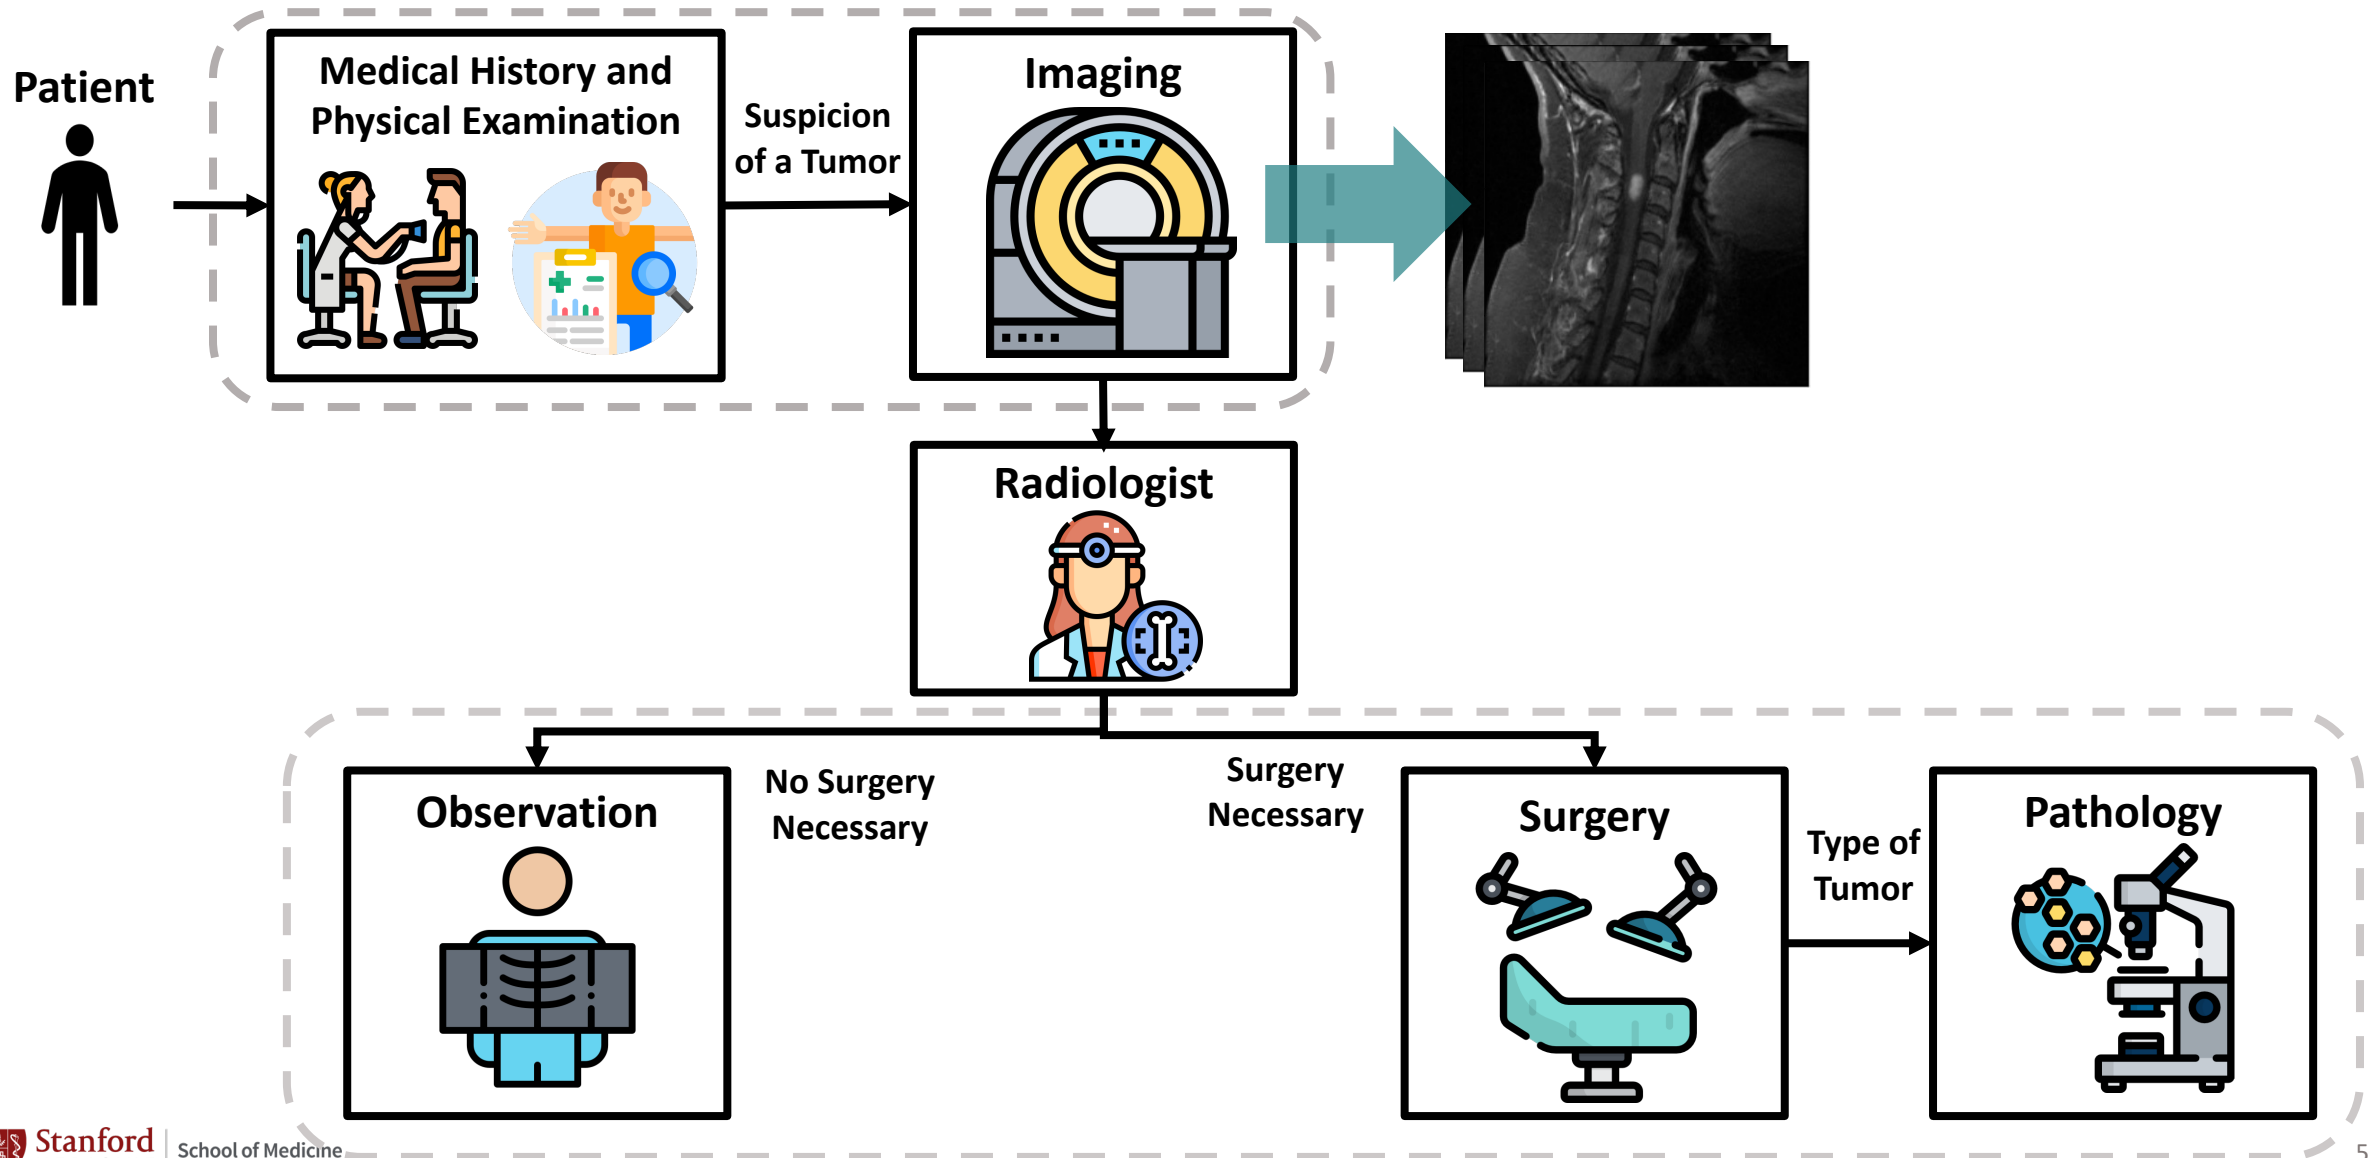 Patient
Medical History and
Physical Examination
Suspicion
of a Tumor
Imaging
Radiologist
No Surgery
Necessary
Surgery
Necessary
Observation
Surgery
Type of
Tumor
Pathology
Stanford
School of Medicine
5